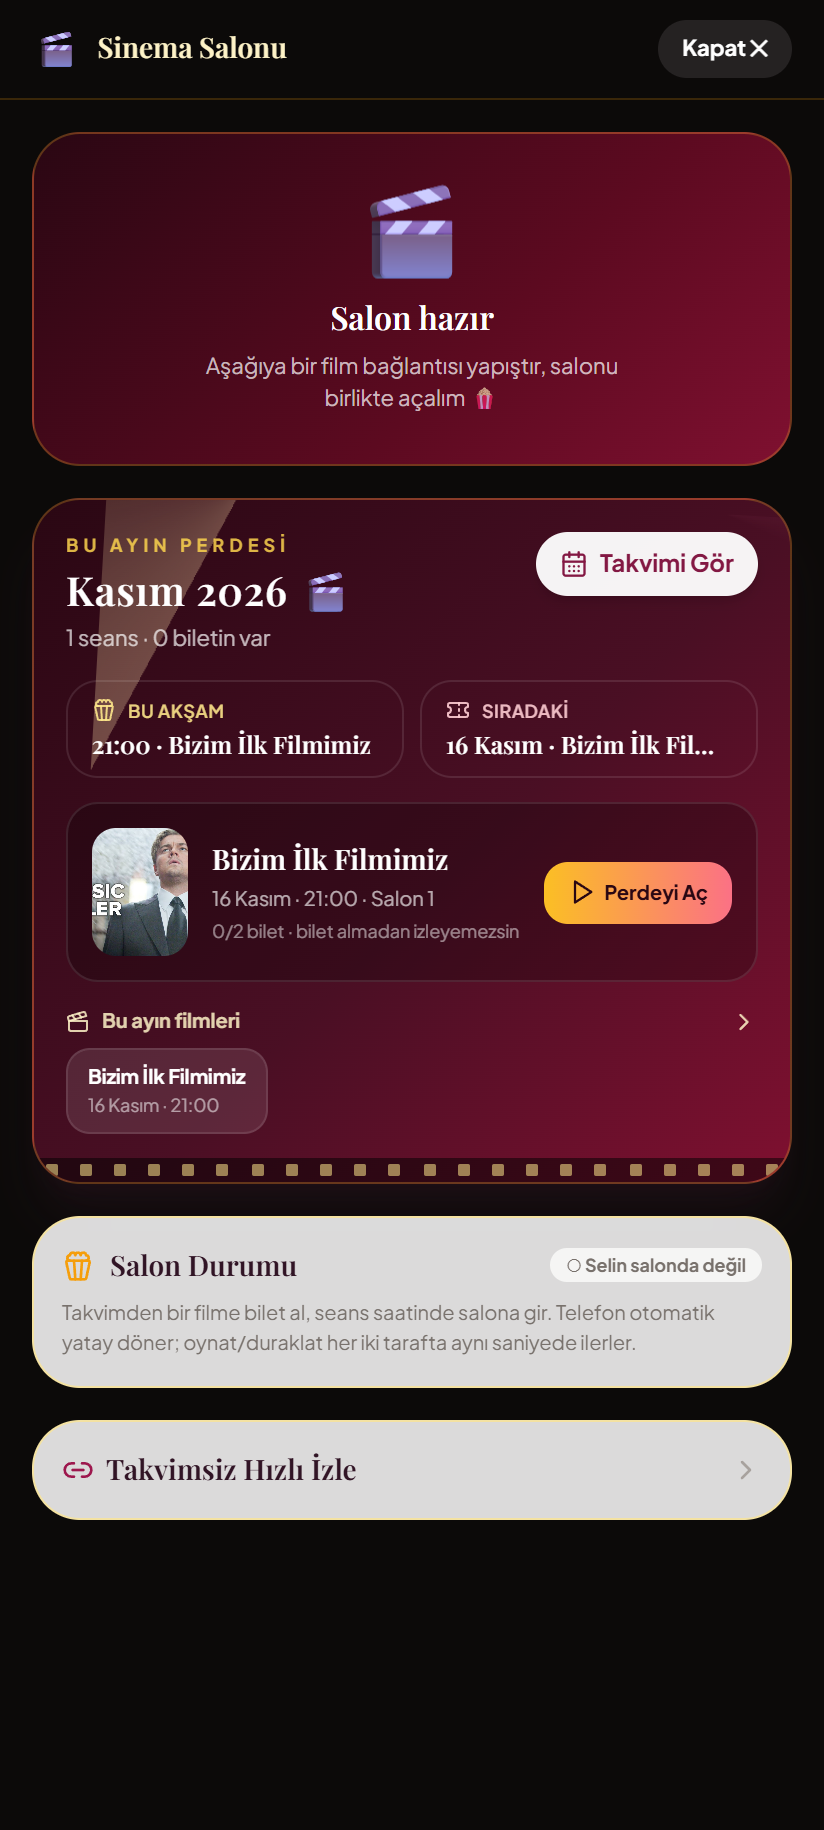 Sinema Salonu
Kapat
Salon hazır
Aşağıya bir film bağlantısı yapıştır, salonu
birlikte açalım
BU AYIN PERDESİ
Takvimi Gör
Kasım 2026
1 seans · 0 biletin var
BU AKŞAM
21:00 · Bizim İlk Filmimiz
SIRADAKİ
16 Kasım · Bizim İlk Fil...
SIC
LER
Bizim İlk Filmimiz
16 Kasım · 21:00 · Salon 1
0/2 bilet · bilet almadan izleyemezsin
Perdeyi Aç
Bu ayın filmleri
Bizim İlk Filmimiz
16 Kasım · 21:00
Salon Durumu
○ Selin salonda değil
Takvimden bir filme bilet al, seans saatinde salona gir. Telefon otomatik
yatay döner; oynat/duraklat her iki tarafta aynı saniyede ilerler.
Takvimsiz Hızlı İzle